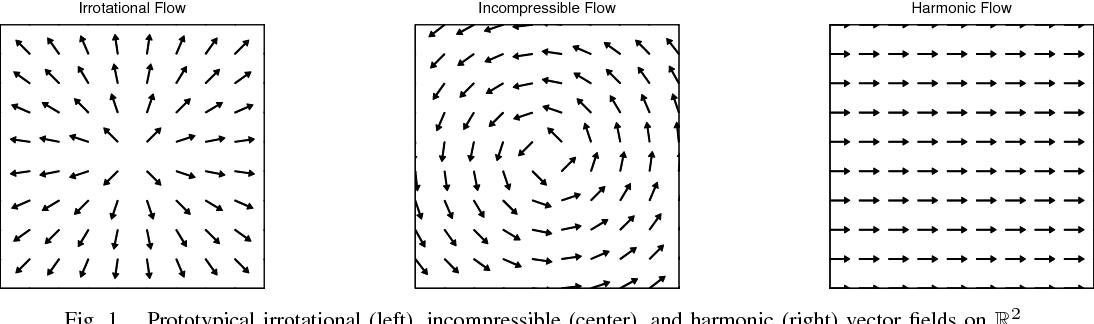 Irrotational Flow
Incompressible Flow
Harmonic Flow
Fig. 1. Prototypical irrotational (left), incompressible (center), and harmonic (right) vector fields on ℝ²